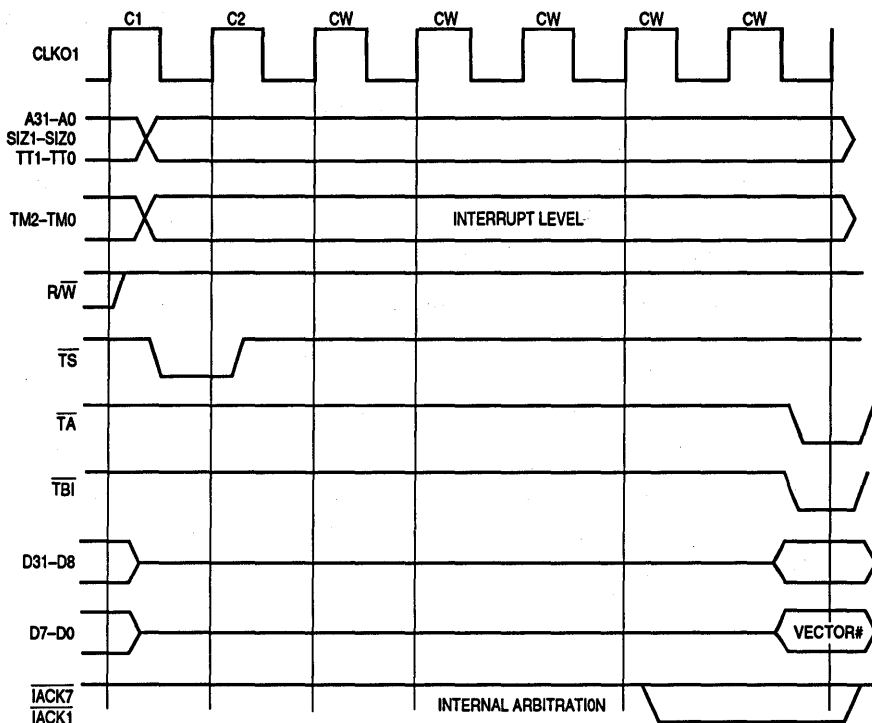 C1 C2 CW CW CW CW CW
CLKO1
A31–A0
SIZ1–SIZ0
TT1–TT0
TM2–TM0
INTERRUPT LEVEL
R/W
TS
TA
TBI
D31–D8
D7–D0
VECTOR#
IACK7
IACK1
INTERNAL ARBITRATION